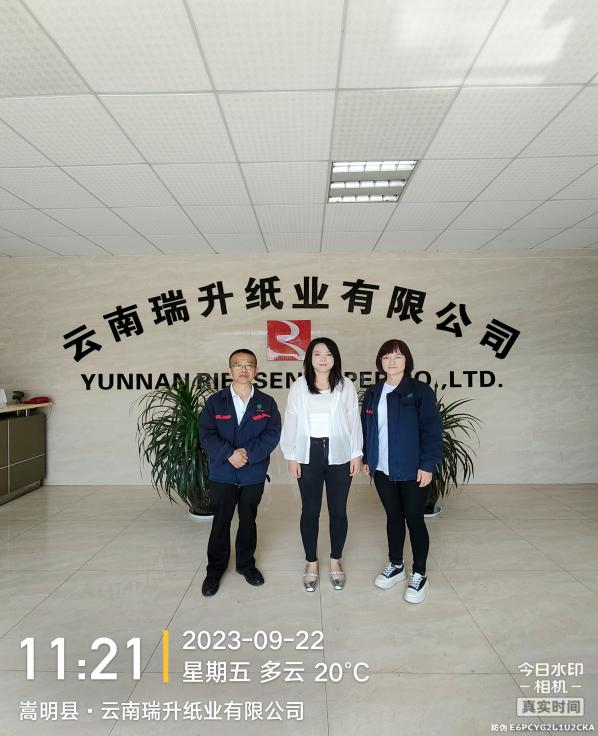 云南瑞升纸业有限公司
YUNNAN
,LTD.
11:21
2023-09-22
星期五 多云 20°C
嵩明县·云南瑞升纸业有限公司
今日水印
-相机-
真实时间
防伪 E6PCYG2L1U2CKA